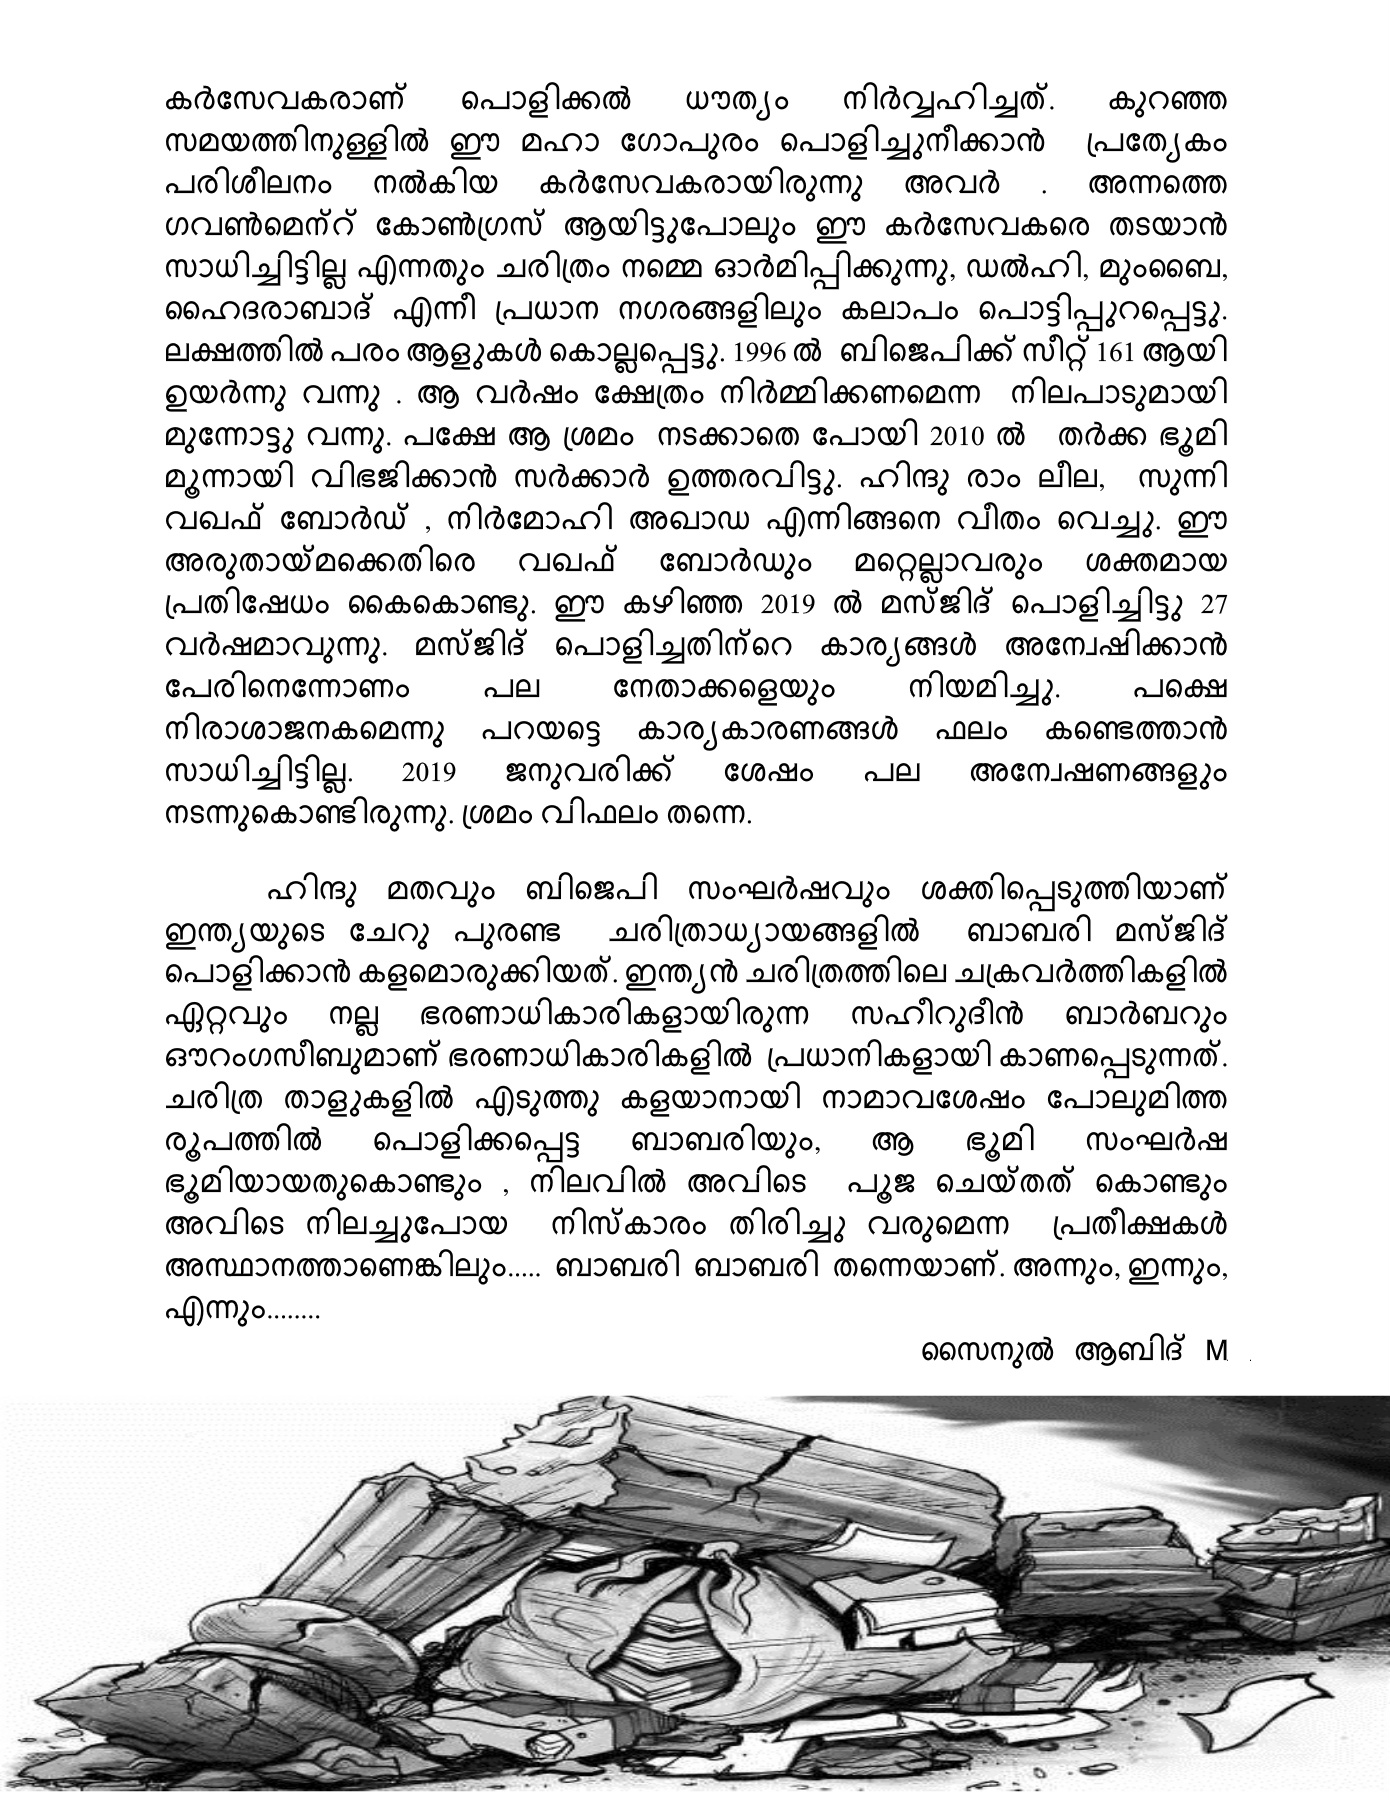 കർസേവകരാണ് പൊളിക്കൽ ധൗത്യം നിർവ്വഹിച്ചത്. കുറഞ്ഞ
സമയത്തിനുള്ളിൽ ഈ മഹാ ഗോപുരം പൊളിച്ചുനീക്കാൻ പ്രത്യേകം
പരിശീലനം നൽകിയ കർസേവകരായിരുന്നു അവർ . അന്നത്തെ
ഗവൺമെന്റ് കോൺഗ്രസ് ആയിട്ടുപോലും ഈ കർസേവകരെ തടയാൻ
സാധിച്ചിട്ടില്ല എന്നതും ചരിത്രം നമ്മെ ഓർമിപ്പിക്കുന്നു, ഡൽഹി, മുംബൈ,
ഹൈദരാബാദ് എന്നീ പ്രധാന നഗരങ്ങളിലും കലാപം പൊട്ടിപ്പുറപ്പെട്ടു.
ലക്ഷത്തിൽ പരം ആളുകൾ കൊല്ലപ്പെട്ടു. 1996 ൽ ബിജെപിക്ക് സീറ്റ് 161 ആയി
ഉയർന്നു വന്നു . ആ വർഷം ക്ഷേത്രം നിർമ്മിക്കണമെന്ന നിലപാടുമായി
മുന്നോട്ടു വന്നു. പക്ഷേ ആ ശ്രമം നടക്കാതെ പോയി 2010 ൽ തർക്ക ഭൂമി
മൂന്നായി വിഭജിക്കാൻ സർക്കാർ ഉത്തരവിട്ടു. ഹിന്ദു രാം ലീല, സുന്നി
വഖഫ് ബോർഡ് , നിർമോഹി അഖാഡ എന്നിങ്ങനെ വീതം വെച്ചു. ഈ
അരുതായ്മക്കെതിരെ വഖഫ് ബോർഡും മറ്റെല്ലാവരും ശക്തമായ
പ്രതിഷേധം കൈകൊണ്ടു. ഈ കഴിഞ്ഞ 2019 ൽ മസ്ജിദ് പൊളിച്ചിട്ടു 27
വർഷമാവുന്നു. മസ്ജിദ് പൊളിച്ചതിന്റെ കാര്യങ്ങൾ അന്വേഷിക്കാൻ
പേരിനെന്നോണം പല നേതാക്കളെയും നിയമിച്ചു. പക്ഷെ
നിരാശാജനകമെന്നു പറയട്ടെ കാര്യകാരണങ്ങൾ ഫലം കണ്ടെത്താൻ
സാധിച്ചിട്ടില്ല. 2019 ജനുവരിക്ക് ശേഷം പല അന്വേഷണങ്ങളും
നടന്നുകൊണ്ടിരുന്നു. ശ്രമം വിഫലം തന്നെ.
ഹിന്ദു മതവും ബിജെപി സംഘർഷവും ശക്തിപ്പെടുത്തിയാണ്
ഇന്ത്യയുടെ ചേറു പുരണ്ട ചരിത്രാധ്യായങ്ങളിൽ ബാബരി മസ്ജിദ്
പൊളിക്കാൻ കളമൊരുക്കിയത്. ഇന്ത്യൻ ചരിത്രത്തിലെ ചക്രവർത്തികളിൽ
ഏറ്റവും നല്ല ഭരണാധികാരികളായിരുന്ന സഹീറുദീൻ ബാർബറും
ഔറംഗസീബുമാണ് ഭരണാധികാരികളിൽ പ്രധാനികളായി കാണപ്പെടുന്നത്.
ചരിത്ര താളുകളിൽ എടുത്തു കളയാനായി നാമാവശേഷം പോലുമിത്ത
രൂപത്തിൽ പൊളിക്കപ്പെട്ട ബാബരിയും, ആ ഭൂമി സംഘർഷ
ഭൂമിയായതുകൊണ്ടും , നിലവിൽ അവിടെ പൂജ ചെയ്തത് കൊണ്ടും
അവിടെ നിലച്ചുപോയ നിസ്കാരം തിരിച്ചു വരുമെന്ന പ്രതീക്ഷകൾ
അസ്ഥാനത്താണെങ്കിലും..... ബാബരി ബാബരി തന്നെയാണ്. അന്നും, ഇന്നും,
എന്നും........
സൈനുൽ ആബിദ് M